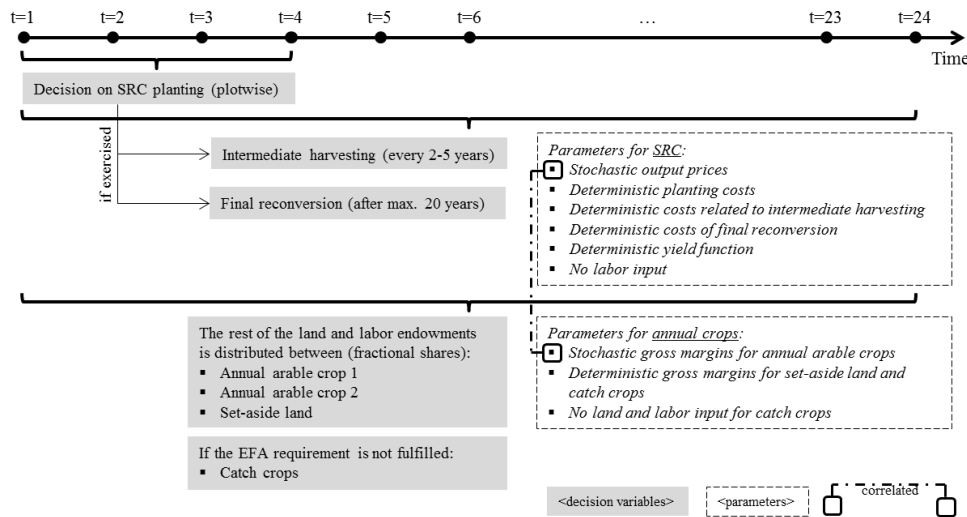 t=1 t=2 t=3 t=4 t=5 t=6 ... t=23 t=24
Time
Decision on SRC planting (plotwise)
if exercised
Intermediate harvesting (every 2-5 years)
Final reconversion (after max. 20 years)
Parameters for SRC:
▪ Stochastic output prices
▪ Deterministic planting costs
▪ Deterministic costs related to intermediate harvesting
▪ Deterministic costs of final reconversion
▪ Deterministic yield function
▪ No labor input
The rest of the land and labor endowments
is distributed between (fractional shares):
▪ Annual arable crop 1
▪ Annual arable crop 2
▪ Set-aside land
Parameters for annual crops:
▪ Stochastic gross margins for annual arable crops
▪ Deterministic gross margins for set-aside land and
catch crops
▪ No land and labor input for catch crops
If the EFA requirement is not fulfilled:
▪ Catch crops
<decision variables>
<parameters>
correlated